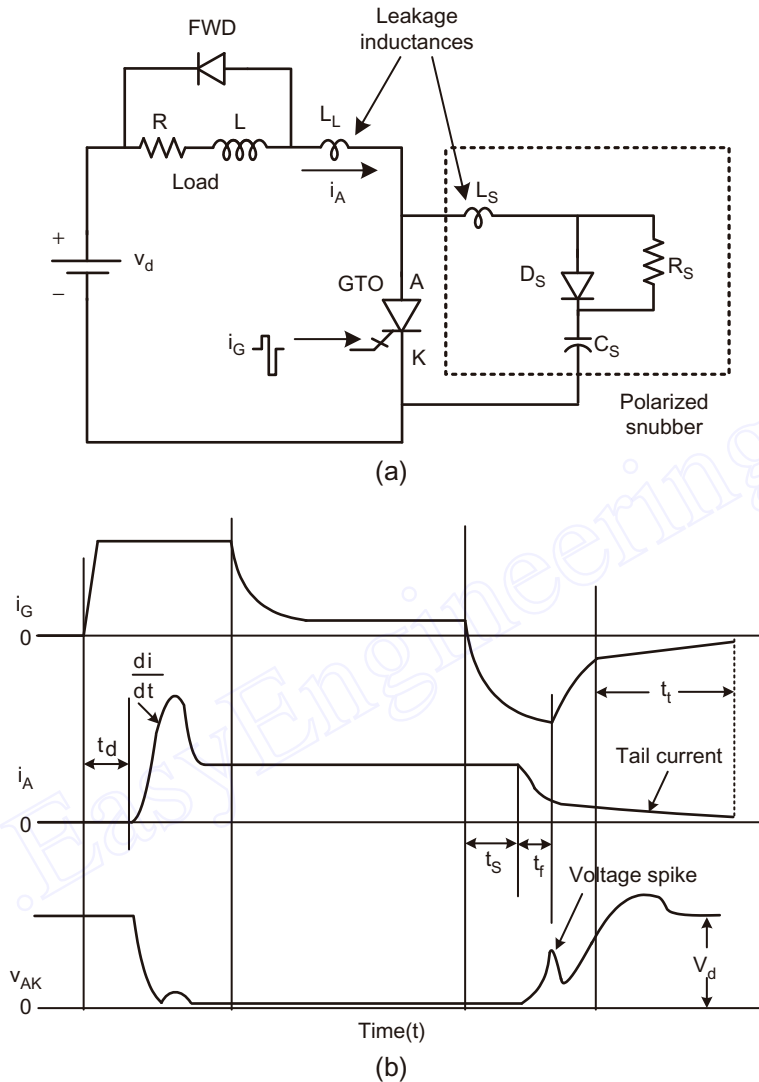 Leakage
inductances
FWD
R L L_L
Load
i_A
L_S
+
v_d
−
GTO A
D_S
R_S
i_G
K
C_S
Polarized
snubber
(a)
i_G
0
di
dt
t_d
t_t
i_A
Tail current
0
t_S t_f
Voltage spike
v_AK
V_d
0
Time(t)
(b)
.EasyEngineering